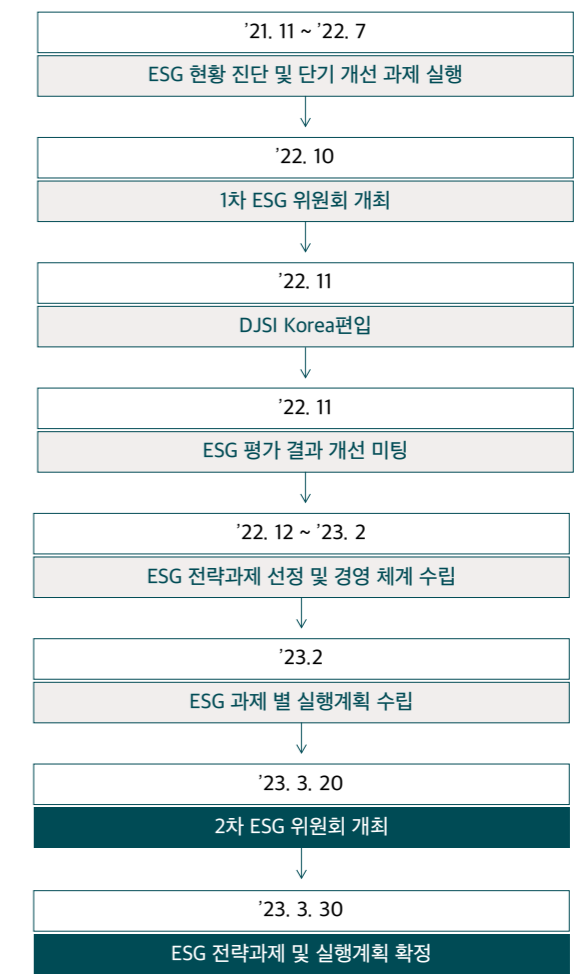 ’21. 11 ~ ’22. 7
ESG 현황 진단 및 단기 개선 과제 실행
’22. 10
1차 ESG 위원회 개최
’22. 11
DJSI Korea편입
’22. 11
ESG 평가 결과 개선 미팅
’22. 12 ~ ’23. 2
ESG 전략과제 선정 및 경영 체계 수립
’23.2
ESG 과제 별 실행계획 수립
’23. 3. 20
2차 ESG 위원회 개최
’23. 3. 30
ESG 전략과제 및 실행계획 확정